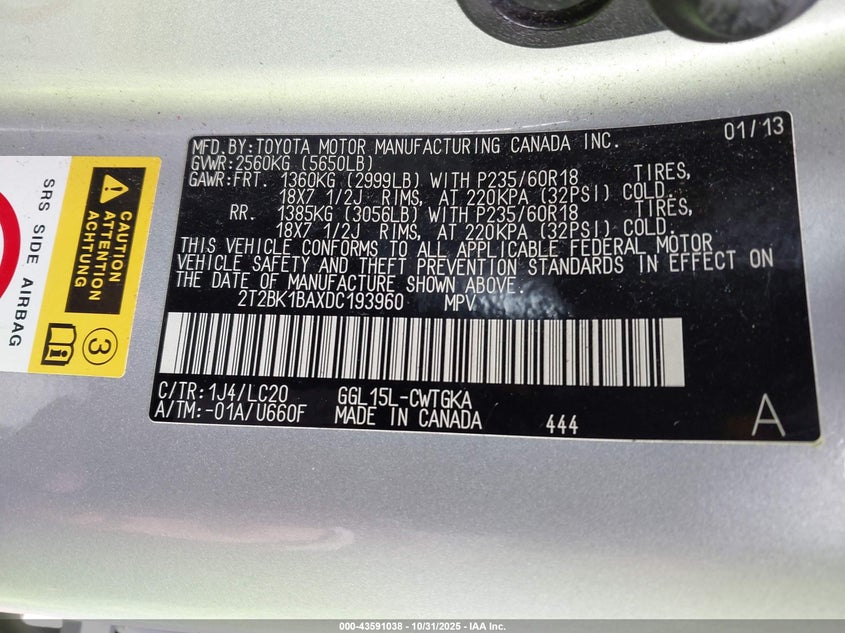 MFD.BY:TOYOTA MOTOR MANUFACTURING CANADA INC. 01/13
GVWR:2560KG (5650LB)
GAWR:FRT. 1360KG (2999LB) WITH P235/60R18 TIRES,
18X7 1/2J RIMS, AT 220KPA (32PSI) COLD.
RR. 1385KG (3056LB) WITH P235/60R18 TIRES,
18X7 1/2J RIMS, AT 220KPA (32PSI) COLD.
THIS VEHICLE CONFORMS TO ALL APPLICABLE FEDERAL MOTOR
VEHICLE SAFETY AND THEFT PREVENTION STANDARDS IN EFFECT ON
THE DATE OF MANUFACTURE SHOWN ABOVE.
2T2BK1BAXDC193960 MPV
C/TR:1J4/LC20 GGL15L-CWTGKA
A/TM:-01A/U660F MADE IN CANADA 444 A
SRS SIDE AIRBAG
CAUTION
ATTENTION
ACHTUNG
3
000-43591038 - 10/31/2025 - IAA Inc.